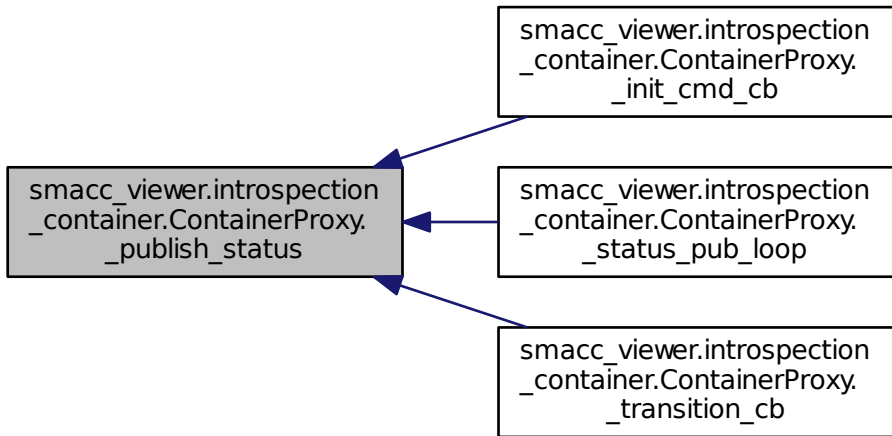 smacc_viewer.introspection
_container.ContainerProxy.
_init_cmd_cb
smacc_viewer.introspection
_container.ContainerProxy.
_publish_status
smacc_viewer.introspection
_container.ContainerProxy.
_status_pub_loop
smacc_viewer.introspection
_container.ContainerProxy.
_transition_cb